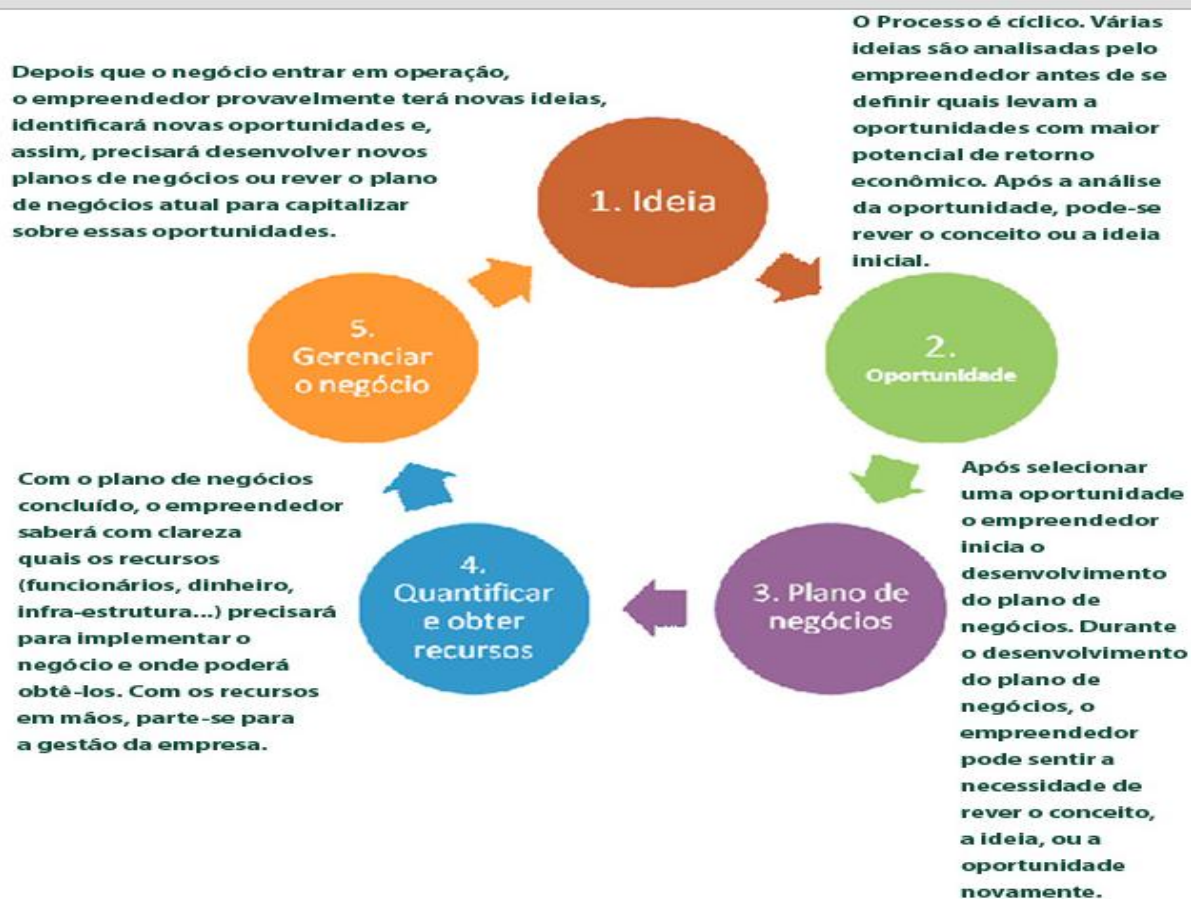 Depois que o negócio entrar em operação,
o empreendedor provavelmente terá novas ideias,
identificará novas oportunidades e,
assim, precisará desenvolver novos
planos de negócios ou rever o plano
de negócios atual para capitalizar
sobre essas oportunidades.
1. Ideia
O Processo é cíclico. Várias
ideias são analisadas pelo
empreendedor antes de se
definir quais levam a
oportunidades com maior
potencial de retorno
econômico. Após a análise
da oportunidade, pode-se
rever o conceito ou a ideia
inicial.
2.
Oportunidade
Após selecionar
uma oportunidade
o empreendedor
inicia o
desenvolvimento
do plano de
negócios. Durante
o desenvolvimento
do plano de
negócios, o
empreendedor
pode sentir a
necessidade de
rever o conceito,
a ideia, ou a
oportunidade
novamente.
3. Plano de
negócios
4.
Quantificar
e obter
recursos
Com o plano de negócios
concluído, o empreendedor
saberá com clareza
quais os recursos
(funcionários, dinheiro,
infra-estrutura...) precisará
para implementar o
negócio e onde poderá
obtê-los. Com os recursos
em mãos, parte-se para
a gestão da empresa.
5.
Gerenciar
o negócio